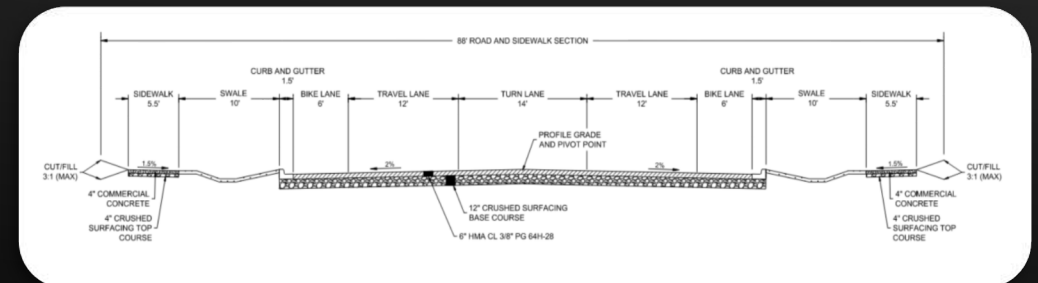 88' ROAD AND SIDEWALK SECTION
CURB AND GUTTER
1.5'
CURB AND GUTTER
1.5'
SIDEWALK
5.5'
SWALE
10'
BIKE LANE
6'
TRAVEL LANE
12'
TURN LANE
14'
TRAVEL LANE
12'
BIKE LANE
6'
SWALE
10'
SIDEWALK
5.5'
PROFILE GRADE
AND PIVOT POINT
CUT/FILL
3:1 (MAX)
1.5%
2%
2%
1.5%
CUT/FILL
3:1 (MAX)
4" COMMERCIAL
CONCRETE
4" CRUSHED
SURFACING TOP
COURSE
12" CRUSHED SURFACING
BASE COURSE
6" HMA CL 3/8" PG 64H-28
4" COMMERCIAL
CONCRETE
4" CRUSHED
SURFACING TOP
COURSE